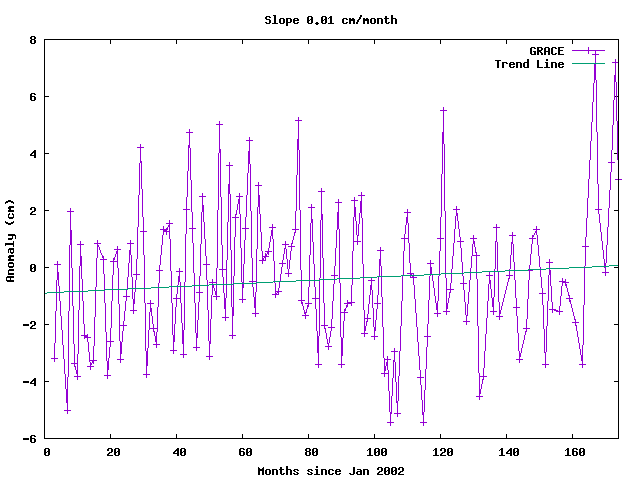 Slope 0.01 cm/month
8
6
4
2
0
-2
-4
-6
Anomaly (cm)
GRACE
Trend Line
0 20 40 60 80 100 120 140 160
Months since Jan 2002